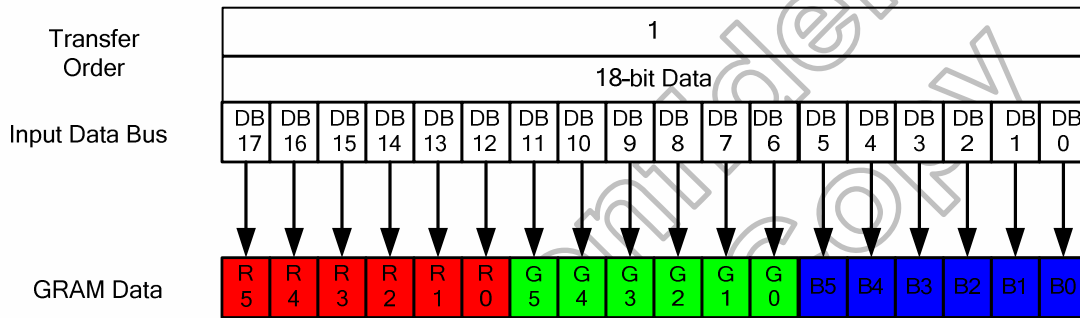 Transfer Order
1
18-bit Data
Input Data Bus
DB 17 DB 16 DB 15 DB 14 DB 13 DB 12 DB 11 DB 10 DB 9 DB 8 DB 7 DB 6 DB 5 DB 4 DB 3 DB 2 DB 1 DB 0
GRAM Data
R 5 R 4 R 3 R 2 R 1 R 0 G 5 G 4 G 3 G 2 G 1 G 0 B5 B4 B3 B2 B1 B0
Copy